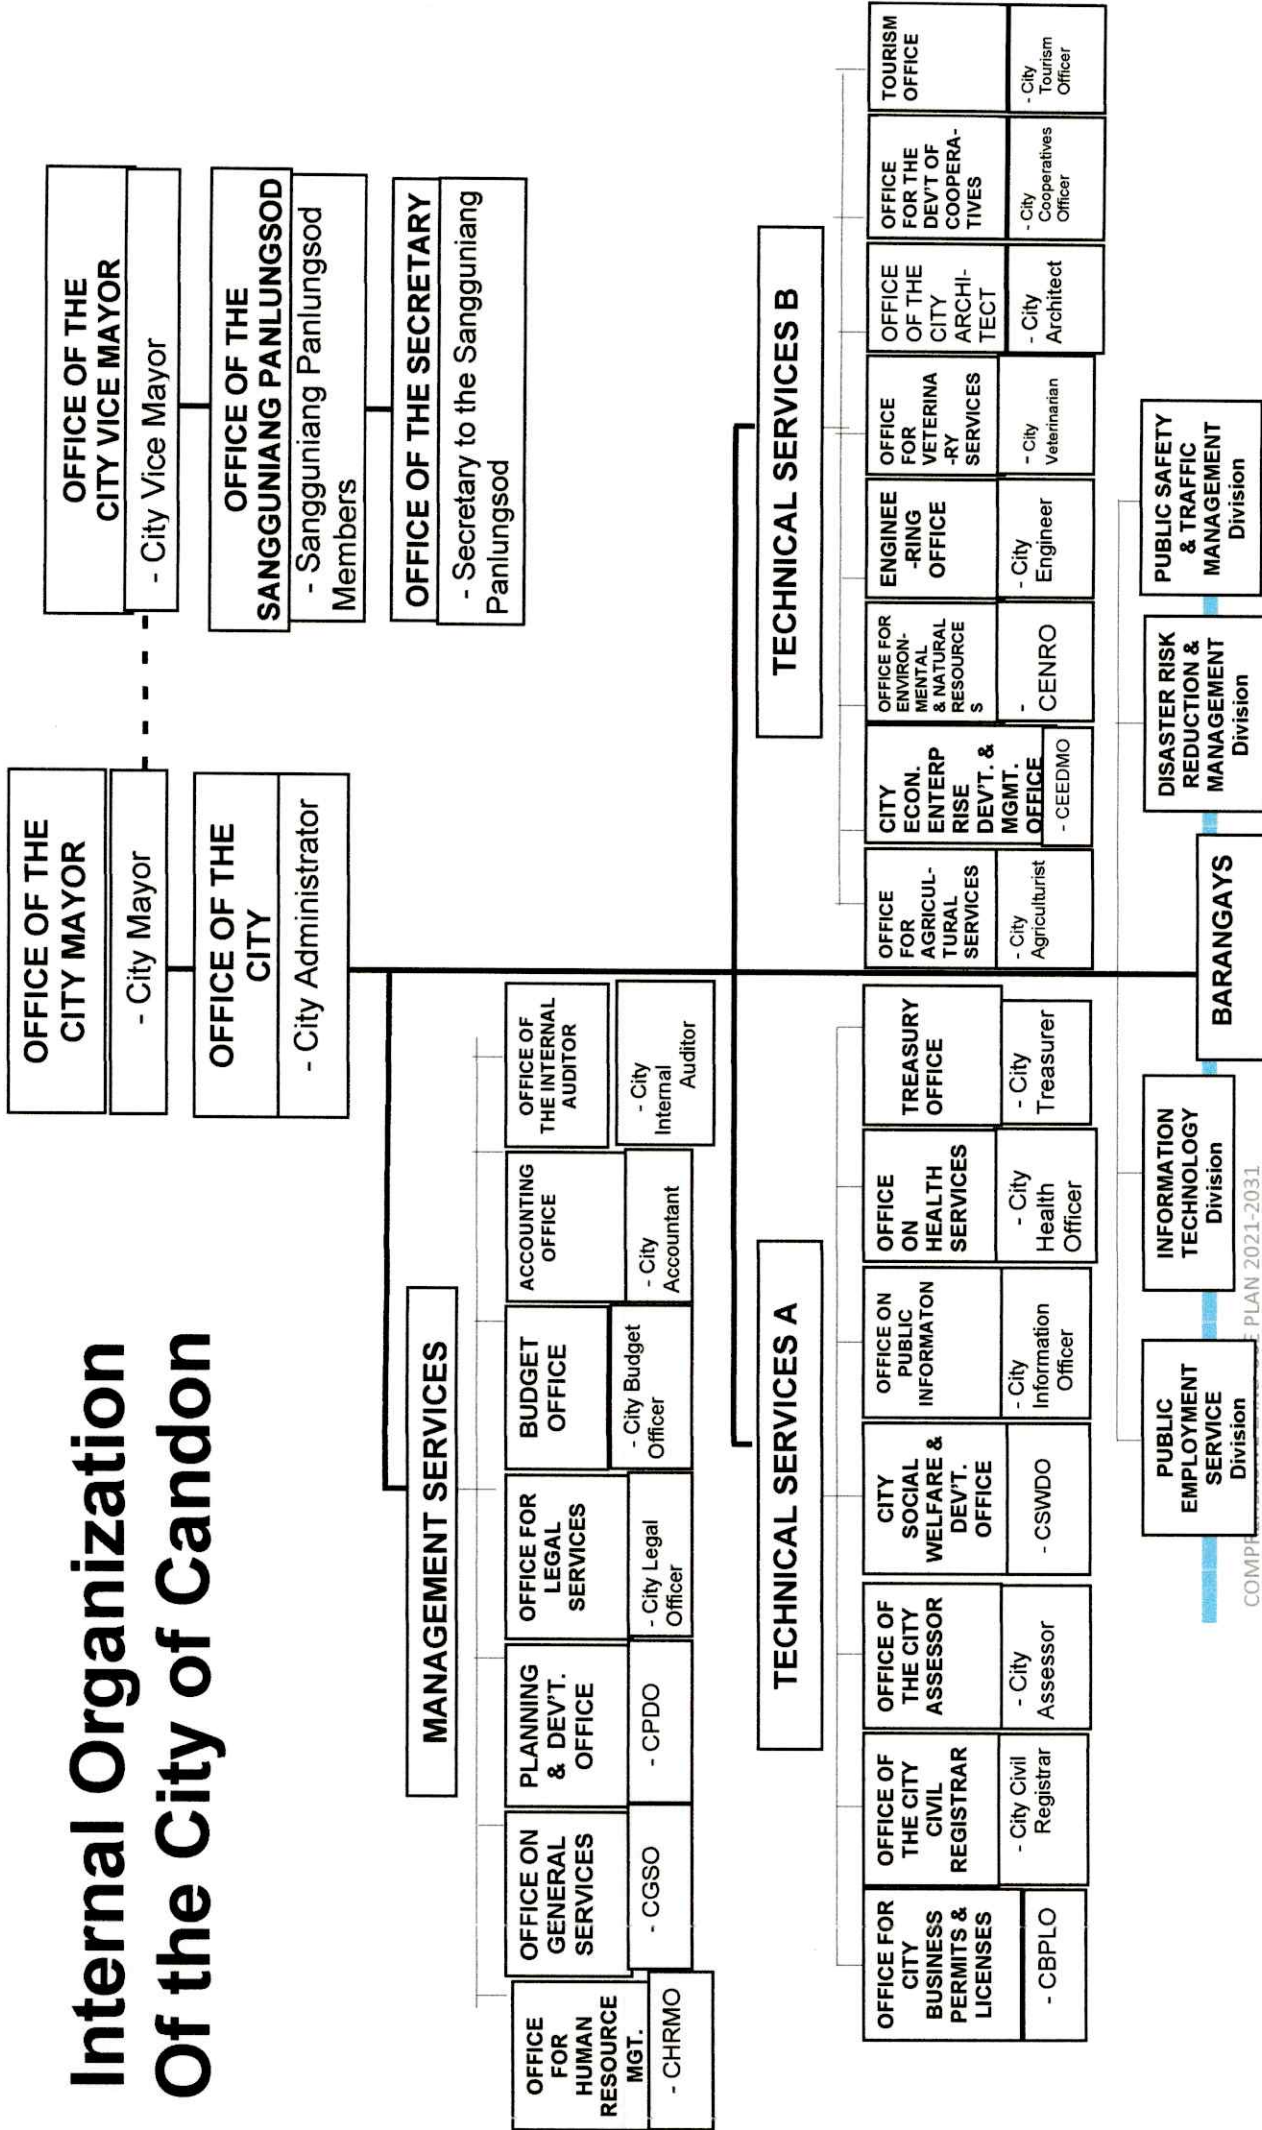 Internal Organization
Of the City of Candon
OFFICE OF THE
CITY MAYOR
- City Mayor
OFFICE OF THE
CITY
- City Administrator
OFFICE OF THE
CITY VICE MAYOR
- City Vice Mayor
OFFICE OF THE
SANGGUNIANG PANLUNGSOD
- Sangguniang Panlungsod
Members
OFFICE OF THE SECRETARY
- Secretary to the Sangguniang
Panlungsod
MANAGEMENT SERVICES
OFFICE
FOR
HUMAN
RESOURCE
MGT.
- CHRMO
OFFICE ON
GENERAL
SERVICES
- CGSO
PLANNING
& DEV'T.
OFFICE
- CPDO
OFFICE FOR
LEGAL
SERVICES
- City Legal
Officer
BUDGET
OFFICE
- City Budget
Officer
ACCOUNTING
OFFICE
- City
Accountant
OFFICE OF
THE INTERNAL
AUDITOR
- City
Internal
Auditor
TECHNICAL SERVICES A
OFFICE FOR
CITY
BUSINESS
PERMITS &
LICENSES
- CBPLO
OFFICE OF
THE CITY
CIVIL
REGISTRAR
- City Civil
Registrar
OFFICE OF
THE CITY
ASSESSOR
- City
Assessor
CITY
SOCIAL
WELFARE &
DEV'T.
OFFICE
- CSWDO
OFFICE ON
PUBLIC
INFORMATON
- City
Information
Officer
OFFICE
ON
HEALTH
SERVICES
- City
Health
Officer
TREASURY
OFFICE
- City
Treasurer
TECHNICAL SERVICES B
OFFICE
FOR
AGRICUL-
TURAL
SERVICES
- City
Agriculturist
CITY
ECON.
ENTERP
RISE
DEV'T. &
MGMT.
OFFICE
- CEEDMO
OFFICE FOR
ENVIRON-
MENTAL
& NATURAL
RESOURCE
S
-
CENRO
ENGINEE
-RING
OFFICE
- City
Engineer
OFFICE
FOR
VETERINA
-RY
SERVICES
- City
Veterinarian
OFFICE
OF THE
CITY
ARCHI-
TECT
- City
Architect
OFFICE
FOR THE
DEV'T OF
COOPERA-
TIVES
- City
Cooperatives
Officer
TOURISM
OFFICE
- City
Tourism
Officer
PUBLIC
EMPLOYMENT
SERVICE
Division
INFORMATION
TECHNOLOGY
Division
BARANGAYS
DISASTER RISK
REDUCTION &
MANAGEMENT
Division
PUBLIC SAFETY
& TRAFFIC
MANAGEMENT
Division
PLAN 2021-2031